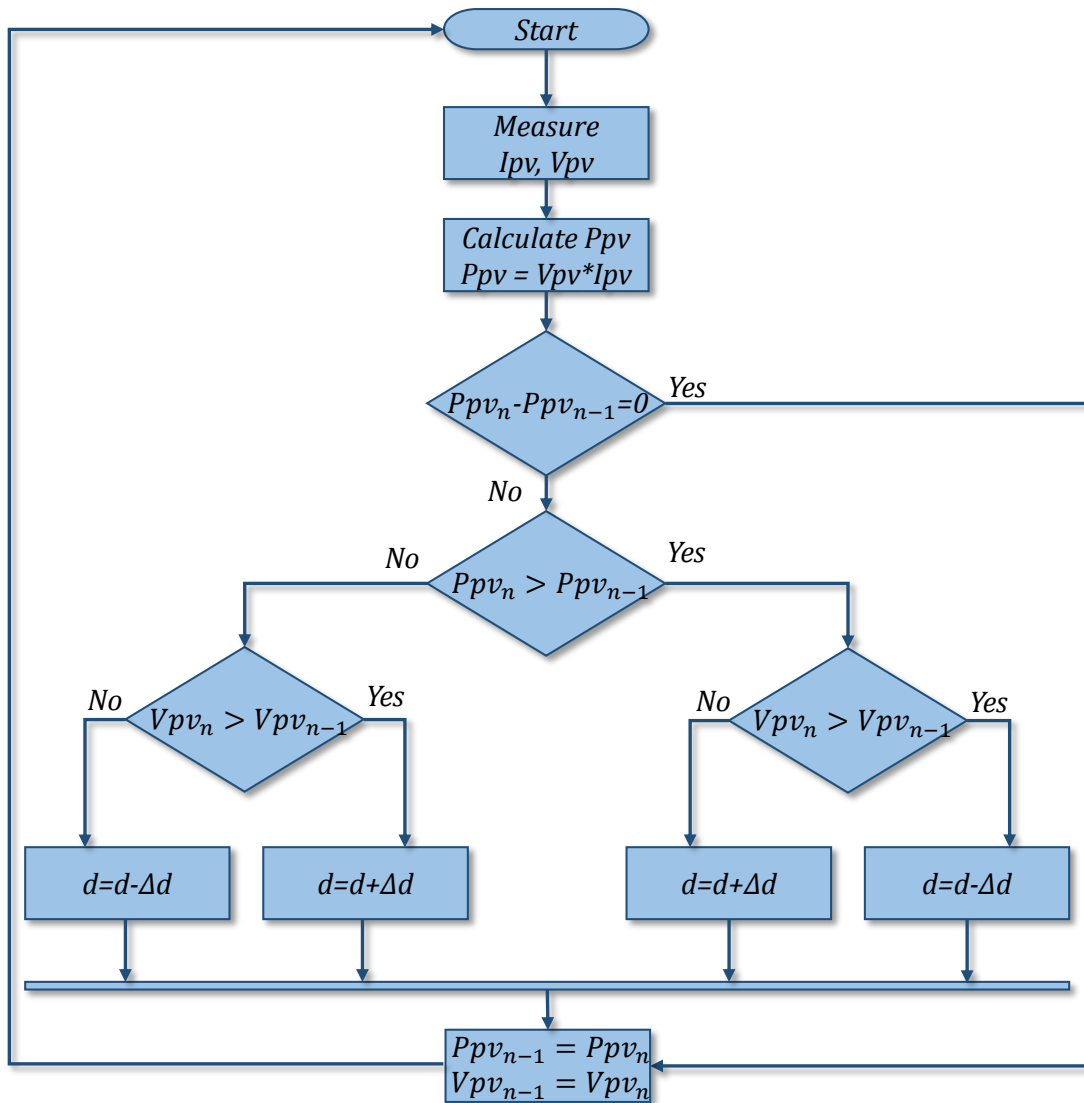 Start
Measure
Ipv, Vpv
Calculate Ppv
Ppv = Vpv*Ipv
Ppvₙ-Ppvₙ₋₁=0
Yes
No
Ppvₙ > Ppvₙ₋₁
No
Yes
Vpvₙ > Vpvₙ₋₁
No
Yes
Vpvₙ > Vpvₙ₋₁
No
Yes
d=d-Δd
d=d+Δd
d=d+Δd
d=d-Δd
Ppvₙ₋₁ = Ppvₙ
Vpvₙ₋₁ = Vpvₙ